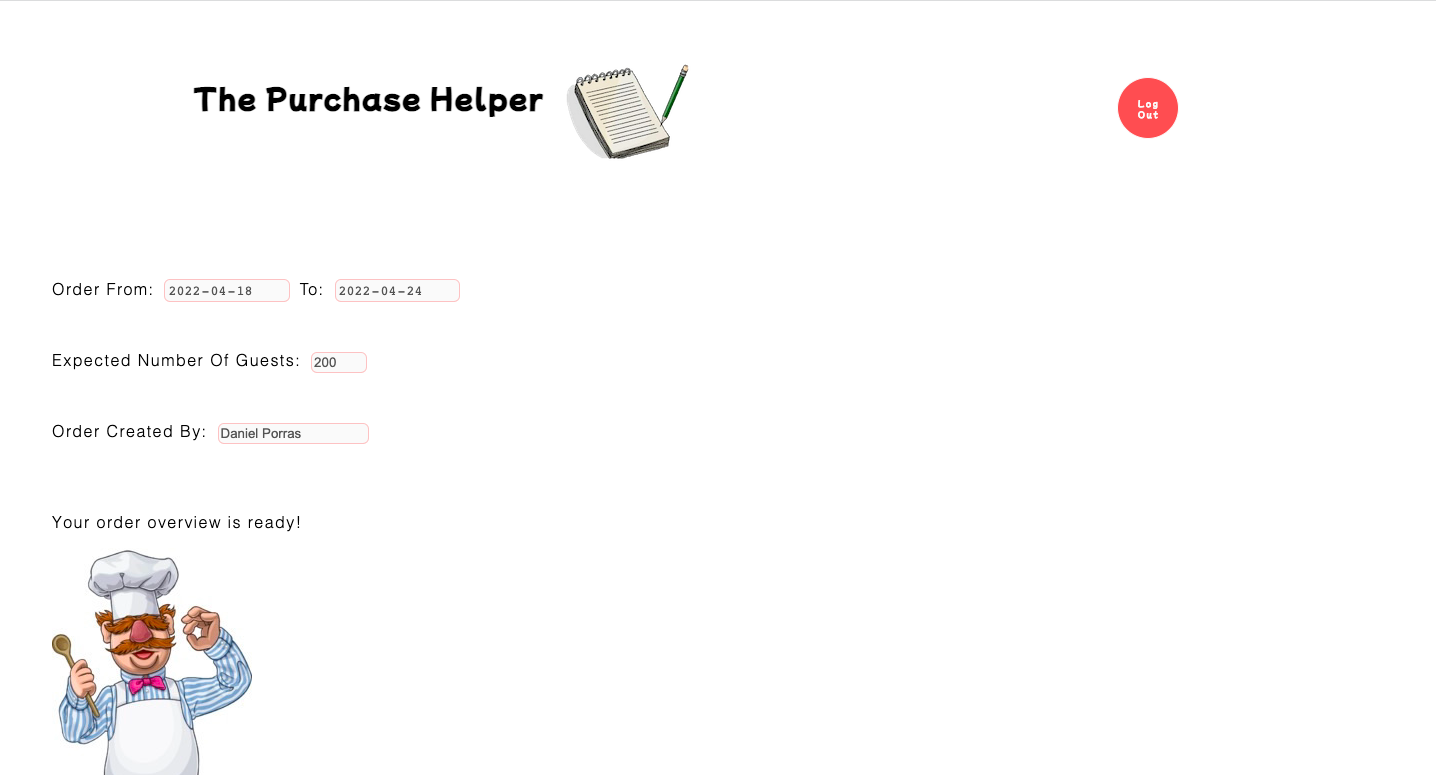 The Purchase Helper
Log
Out
Order From: 2022-04-18 To: 2022-04-24
Expected Number Of Guests: 200
Order Created By: Daniel Porras
Your order overview is ready!